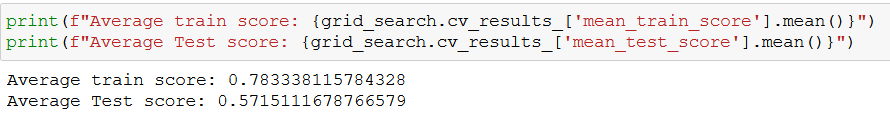 print(f"Average train score: {grid_search.cv_results_['mean_train_score'].mean()}")
print(f"Average Test score: {grid_search.cv_results_['mean_test_score'].mean()}")
Average train score: 0.783338115784328
Average Test score: 0.5715111678766579